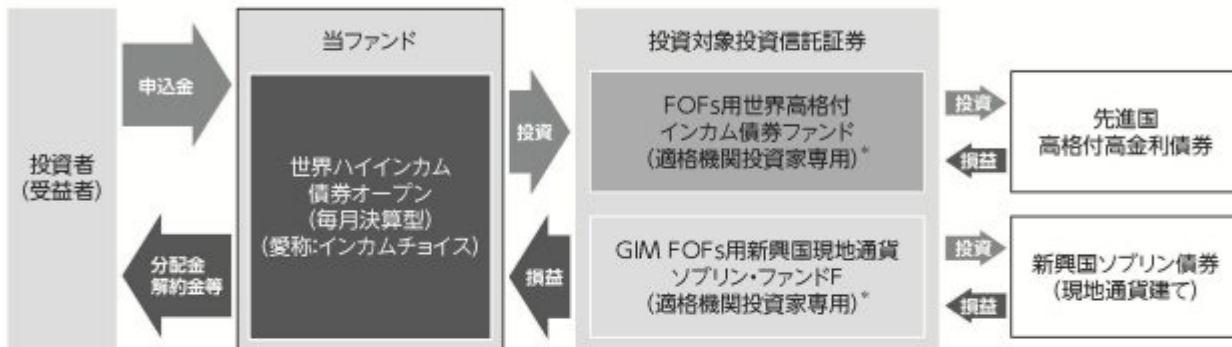 投資者
(受益者)
申込金
分配金
解約金等
当ファンド
世界ハイインカム
債券オープン
(毎月決算型)
(愛称:インカムチョイス)
投資
損益
投資対象投資信託証券
FOFs用世界高格付
インカム債券ファンド
(適格機関投資家専用)*
GIM FOFs用新興国現地通貨
ソブリン・ファンドF
(適格機関投資家専用)*
投資
損益
先進国
高格付高金利債券
投資
損益
新興国ソブリン債券
(現地通貨建て)